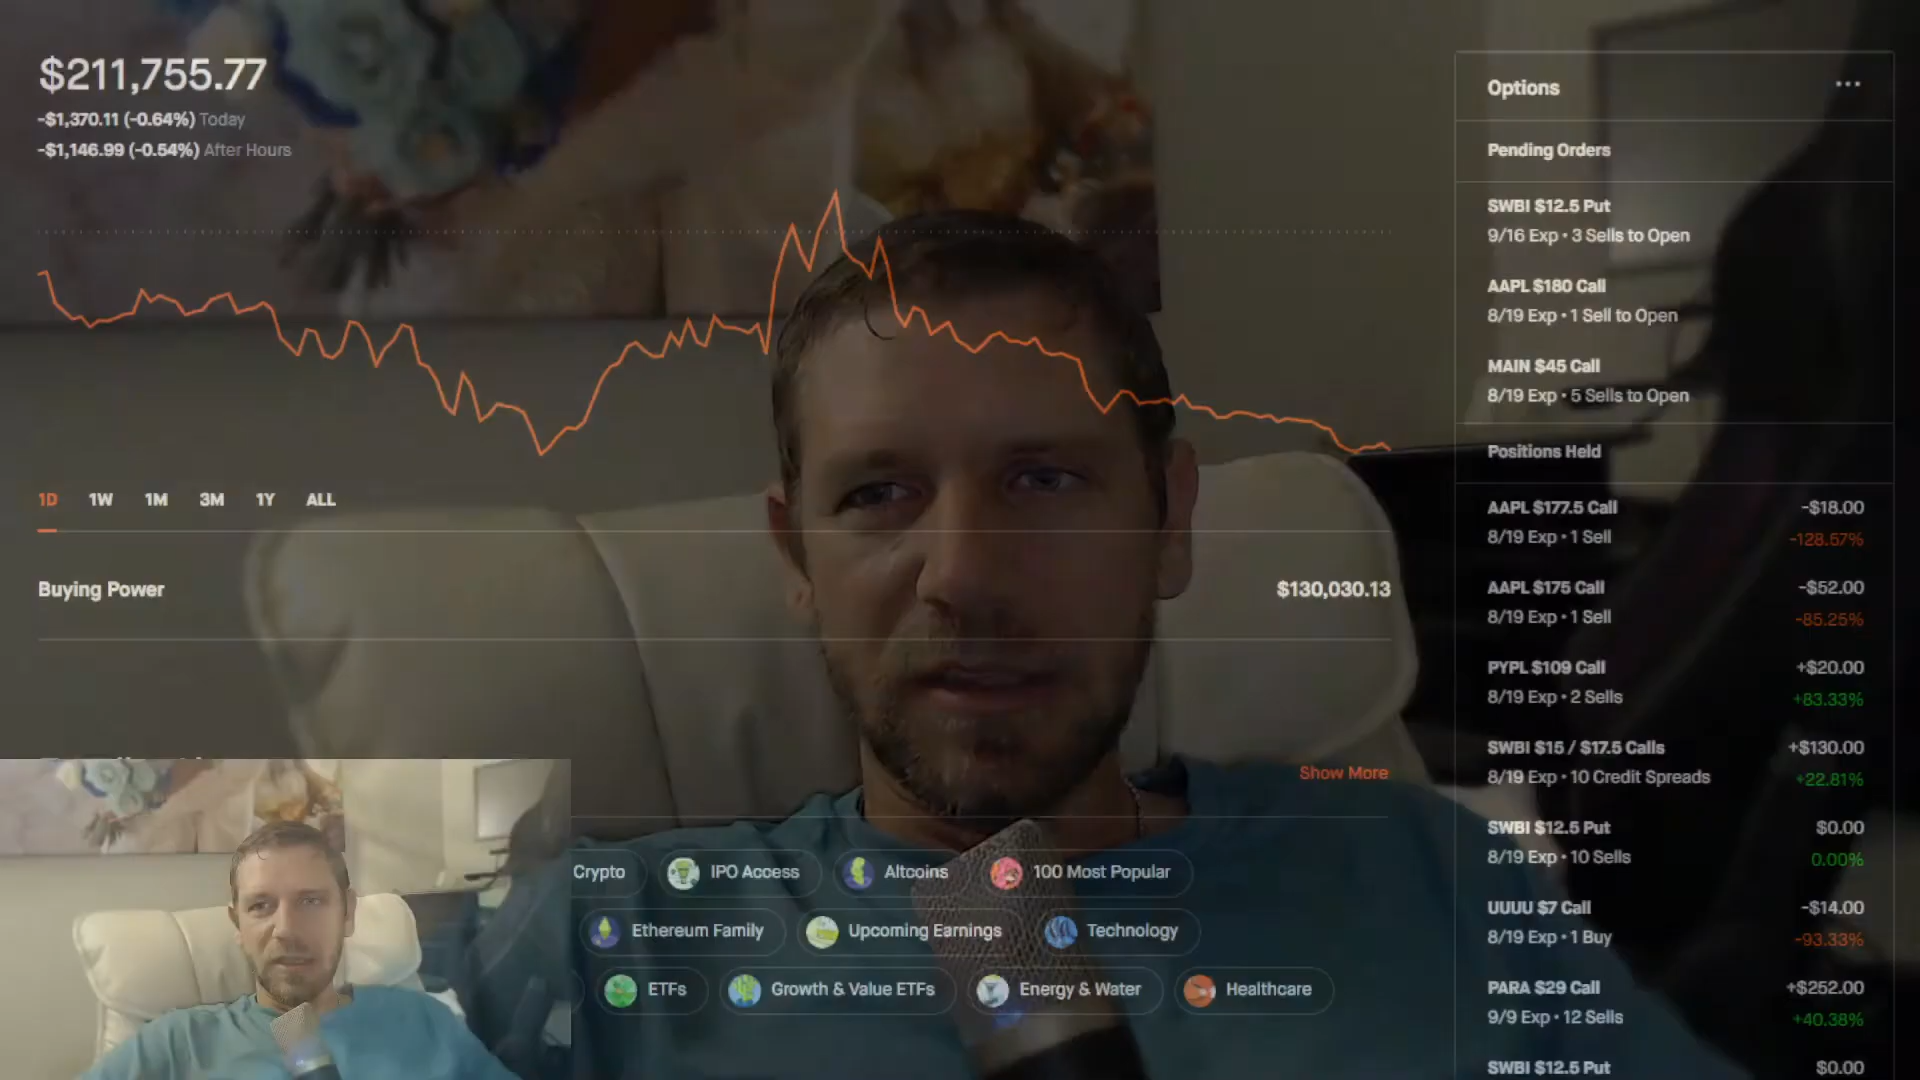 $211,755.77
-$1,370.11 (-0.64%) Today
-$1,146.99 (-0.54%) After Hours
1D 1W 1M 3M 1Y ALL
Buying Power $130,030.13
Show More
Crypto IPO Access Altcoins 100 Most Popular
Ethereum Family Upcoming Earnings Technology
ETFs Growth & Value ETFs Energy & Water Healthcare
Options
Pending Orders
SWBI $12.5 Put
9/16 Exp • 3 Sells to Open
AAPL $180 Call
8/19 Exp • 1 Sell to Open
MAIN $45 Call
8/19 Exp • 5 Sells to Open
Positions Held
AAPL $177.5 Call -$18.00
8/19 Exp • 1 Sell -128.57%
AAPL $175 Call -$52.00
8/19 Exp • 1 Sell -85.25%
PYPL $109 Call +$20.00
8/19 Exp • 2 Sells +83.33%
SWBI $15 / $17.5 Calls +$130.00
8/19 Exp • 10 Credit Spreads +22.81%
SWBI $12.5 Put $0.00
8/19 Exp • 10 Sells 0.00%
UUUU $7 Call -$14.00
8/19 Exp • 1 Buy -93.33%
PARA $29 Call +$252.00
9/9 Exp • 12 Sells +40.38%
SWBI $12.5 Put $0.00